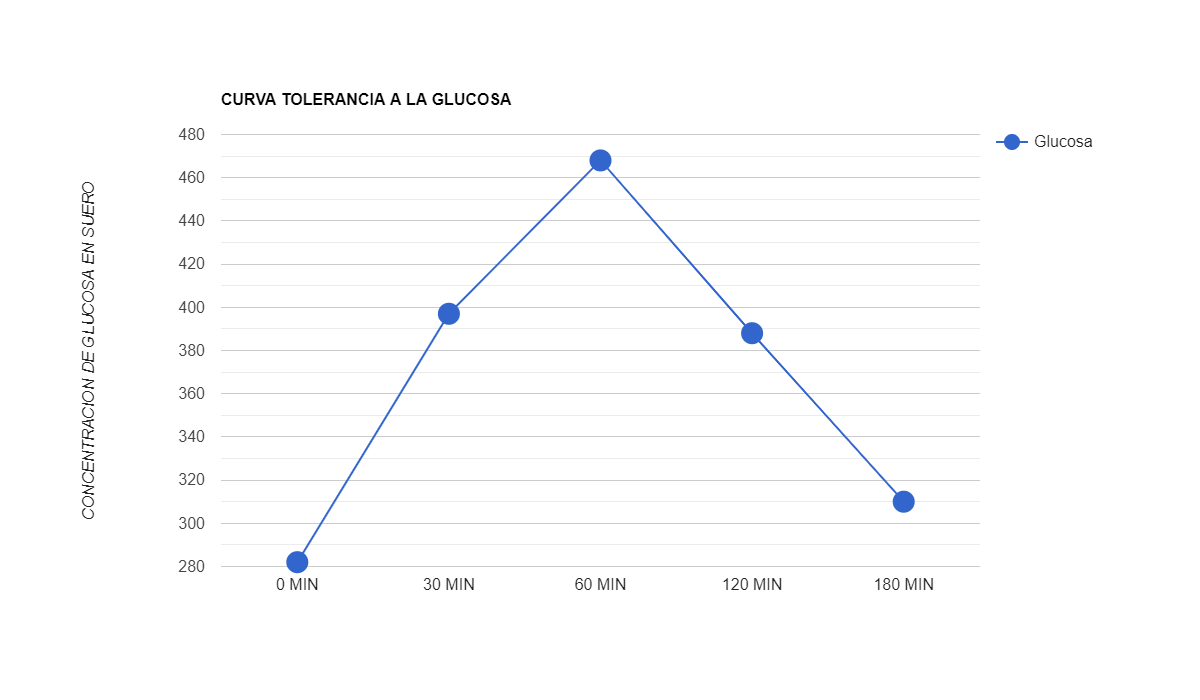 CURVA TOLERANCIA A LA GLUCOSA
CONCENTRACION DE GLUCOSA EN SUERO
480
460
440
420
400
380
360
340
320
300
280
0 MIN
30 MIN
60 MIN
120 MIN
180 MIN
Glucosa